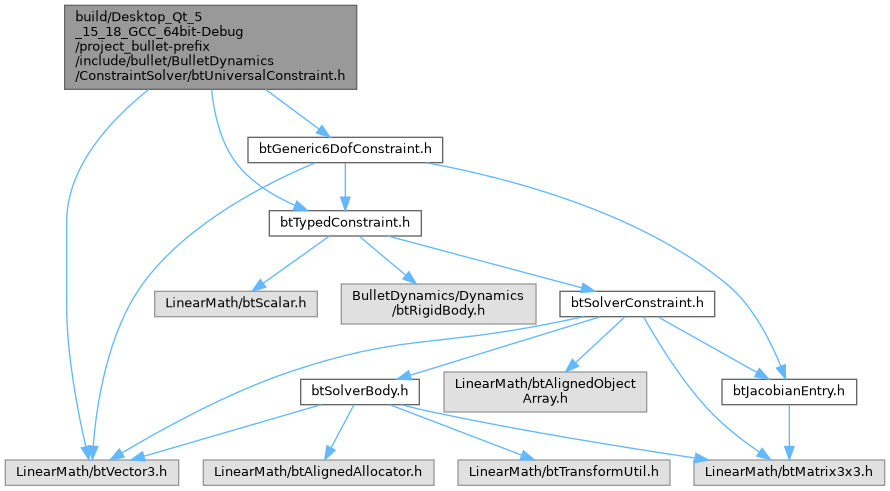 build/Desktop_Qt_5
_15_18_GCC_64bit-Debug
/project_bullet-prefix
/include/bullet/BulletDynamics
/ConstraintSolver/btUniversalConstraint.h
btGeneric6DofConstraint.h
btTypedConstraint.h
LinearMath/btScalar.h
BulletDynamics/Dynamics
/btRigidBody.h
btSolverConstraint.h
btSolverBody.h
LinearMath/btAlignedObject
Array.h
btJacobianEntry.h
LinearMath/btVector3.h
LinearMath/btAlignedAllocator.h
LinearMath/btTransformUtil.h
LinearMath/btMatrix3x3.h